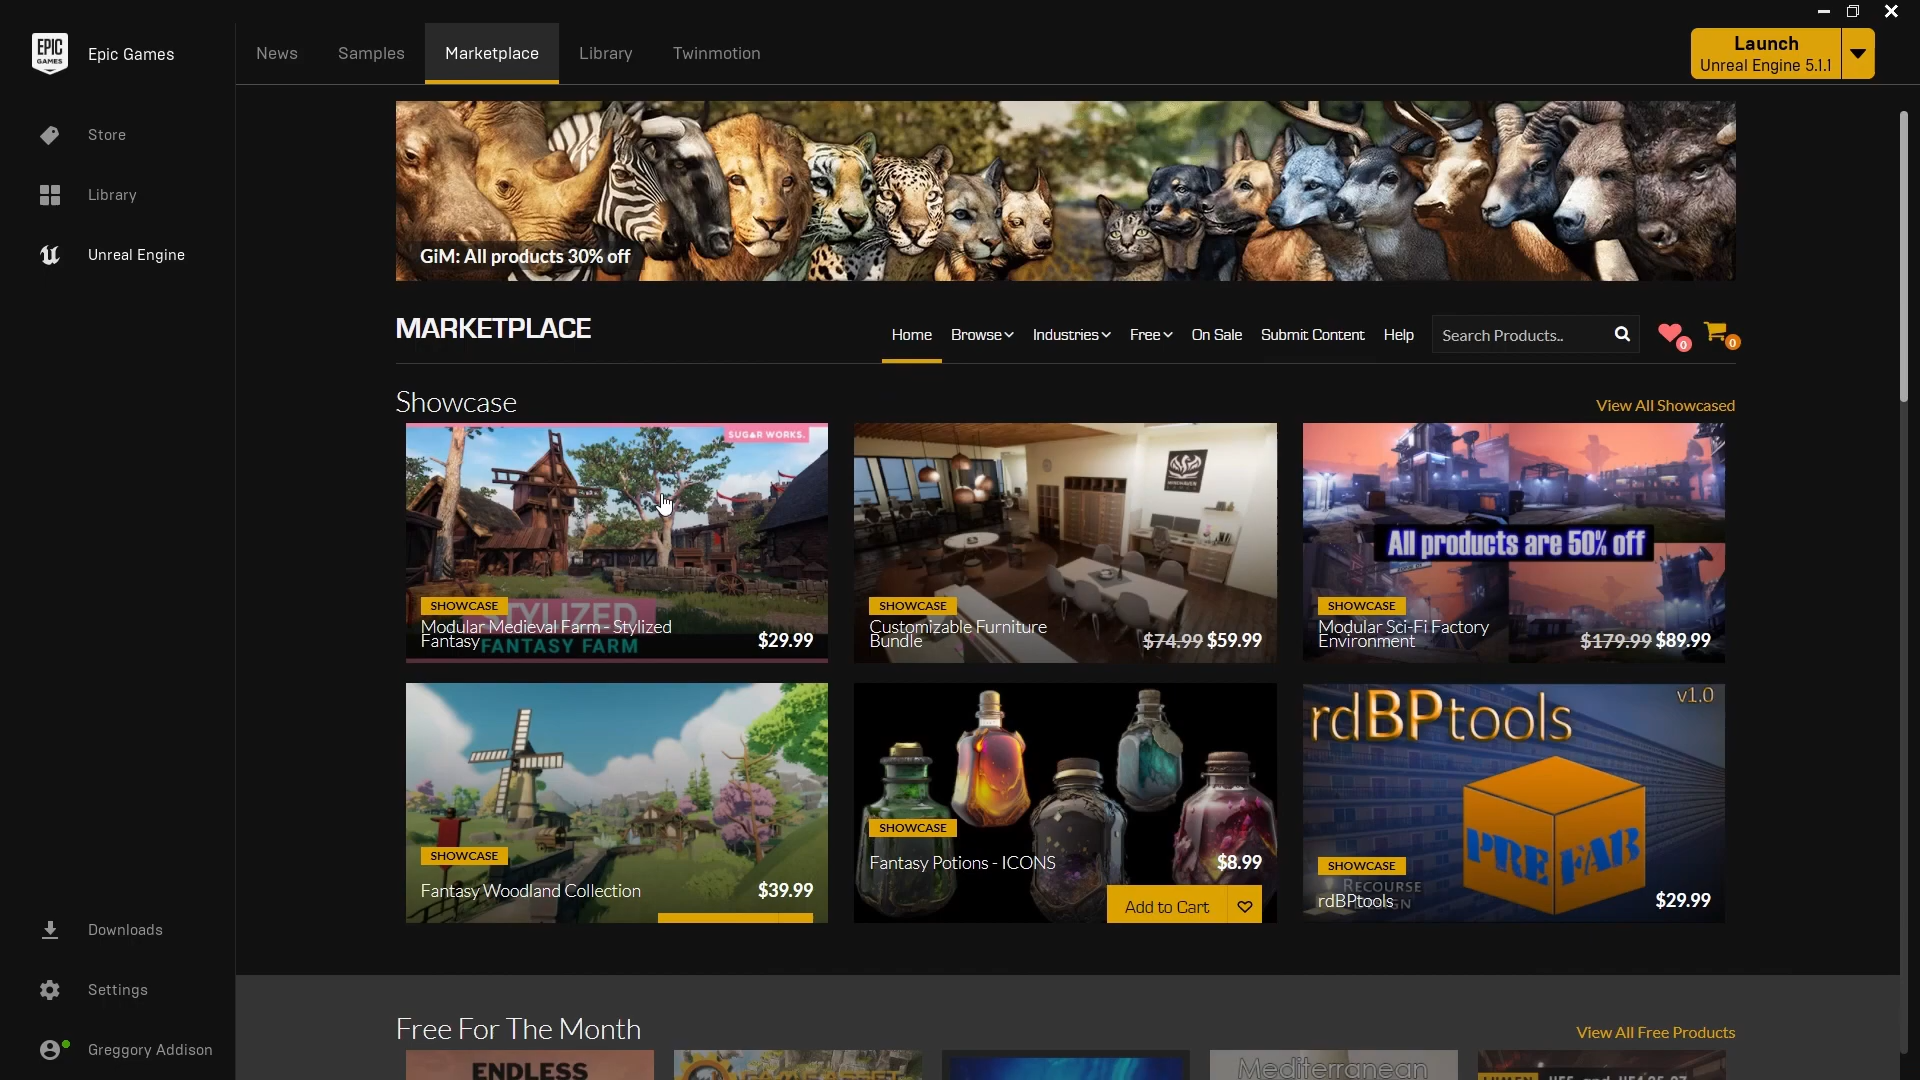 EPIC
GAMES
Epic Games
News
Samples
Marketplace
Library
Twinmotion
Launch
Unreal Engine 5.1.1
Store
Library
Unreal Engine
GiM: All products 30% off
MARKETPLACE
Home
Browse
Industries
Free
On Sale
Submit Content
Help
Search Products..
0
0
Showcase
View All Showcased
SUGAR WORKS.
SHOWCASE
STYLIZED
FANTASY FARM
Modular Medieval Farm - Stylized
Fantasy
$29.99
SHOWCASE
Customizable Furniture
Bundle
$74.99 $59.99
All products are 50% off
SHOWCASE
Modular Sci-Fi Factory
Environment
$179.99 $89.99
SHOWCASE
Fantasy Woodland Collection
$39.99
SHOWCASE
Fantasy Potions - ICONS
$8.99
Add to Cart
rdBPtools
v1.0
PREFAB
SHOWCASE
RECOURSE
rdBPtools
$29.99
Downloads
Settings
Greggory Addison
Free For The Month
View All Free Products
ENDLESS
Mediterranean